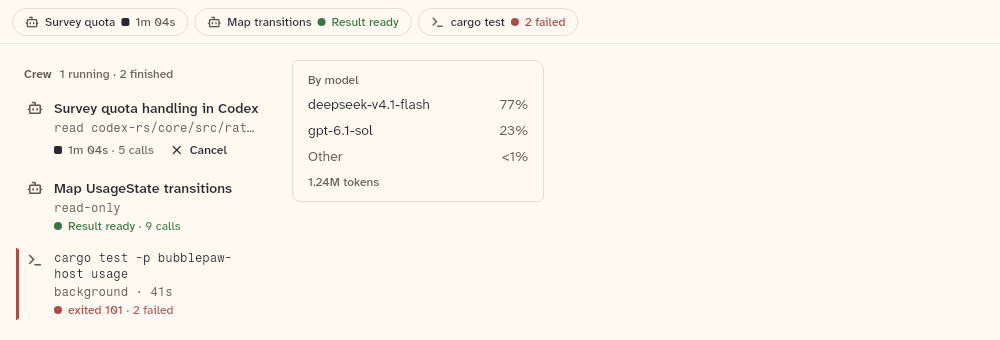 Survey quota 1m 04s Map transitions Result ready cargo test 2 failed
Crew 1 running · 2 finished
Survey quota handling in Codex
read codex-rs/core/src/rat…
1m 04s · 5 calls Cancel
Map UsageState transitions
read-only
Result ready · 9 calls
cargo test -p bubblepaw-
host usage
background · 41s
exited 101 · 2 failed
By model
deepseek-v4.1-flash 77%
gpt-6.1-sol 23%
Other <1%
1.24M tokens